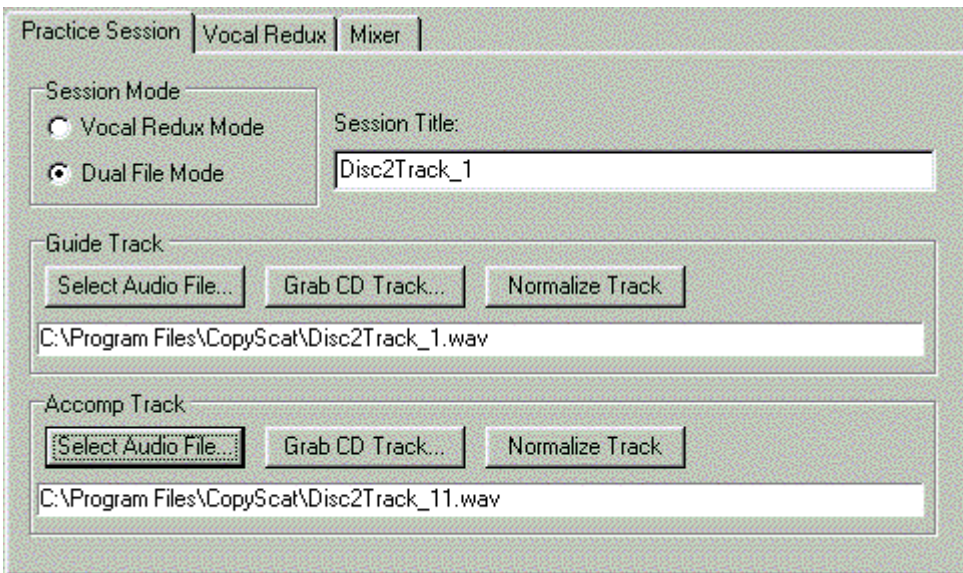 Practice Session Vocal Redux Mixer
Session Mode
Vocal Redux Mode
Dual File Mode
Session Title:
Disc2Track_1
Guide Track
Select Audio File... Grab CD Track... Normalize Track
C:\Program Files\CopyScat\Disc2Track_1.wav
Accomp Track
Select Audio File... Grab CD Track... Normalize Track
C:\Program Files\CopyScat\Disc2Track_11.wav